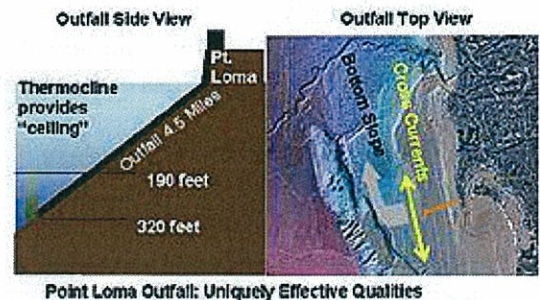 Outfall Side View
Outfall Top View
Pt.
Loma
Thermocline
provides
"ceiling"
Outfall 4.5 Miles
190 feet
320 feet
Bottom Slope
Cross Currents
Point Loma Outfall: Uniquely Effective Qualities